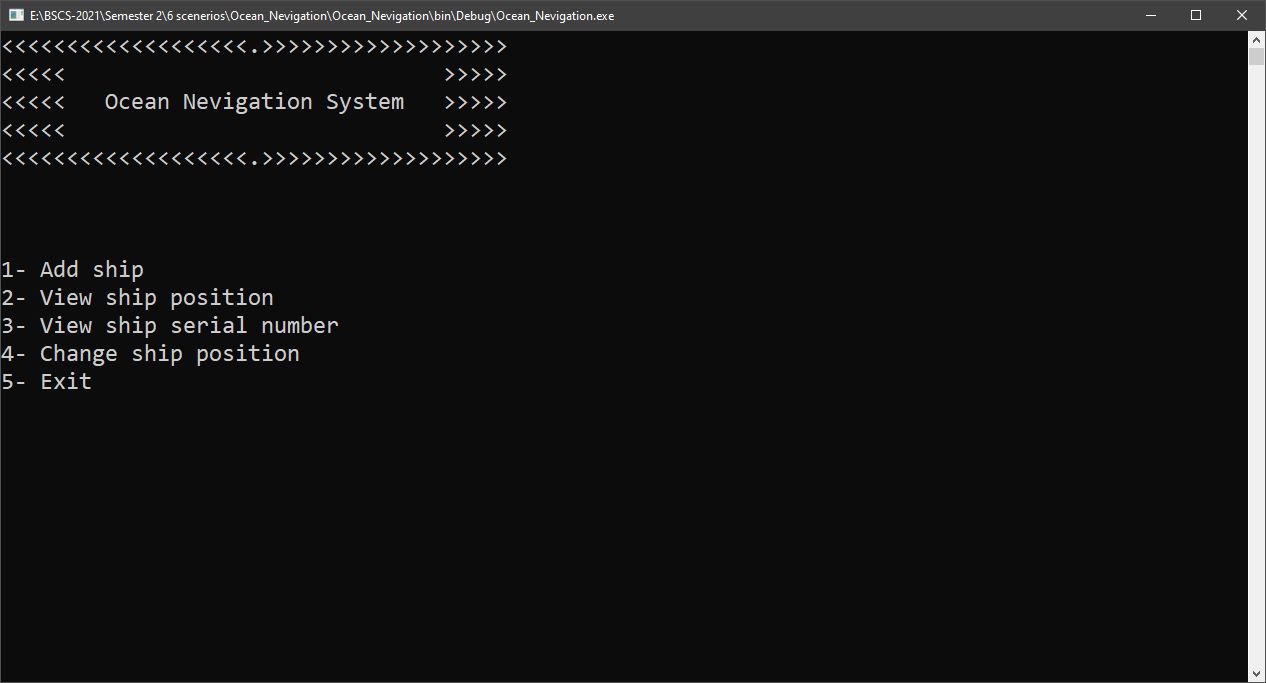 E:\BSCS-2021\Semester 2\6 scenerios\Ocean_Nevigation\Ocean_Nevigation\bin\Debug\Ocean_Nevigation.exe
<<<<<<<<<<<<<<<<<<<.>>>>>>>>>>>>>>>>>>>
<<<<<                             >>>>>
<<<<<   Ocean Nevigation System   >>>>>
<<<<<                             >>>>>
<<<<<<<<<<<<<<<<<<<.>>>>>>>>>>>>>>>>>>>
1- Add ship
2- View ship position
3- View ship serial number
4- Change ship position
5- Exit